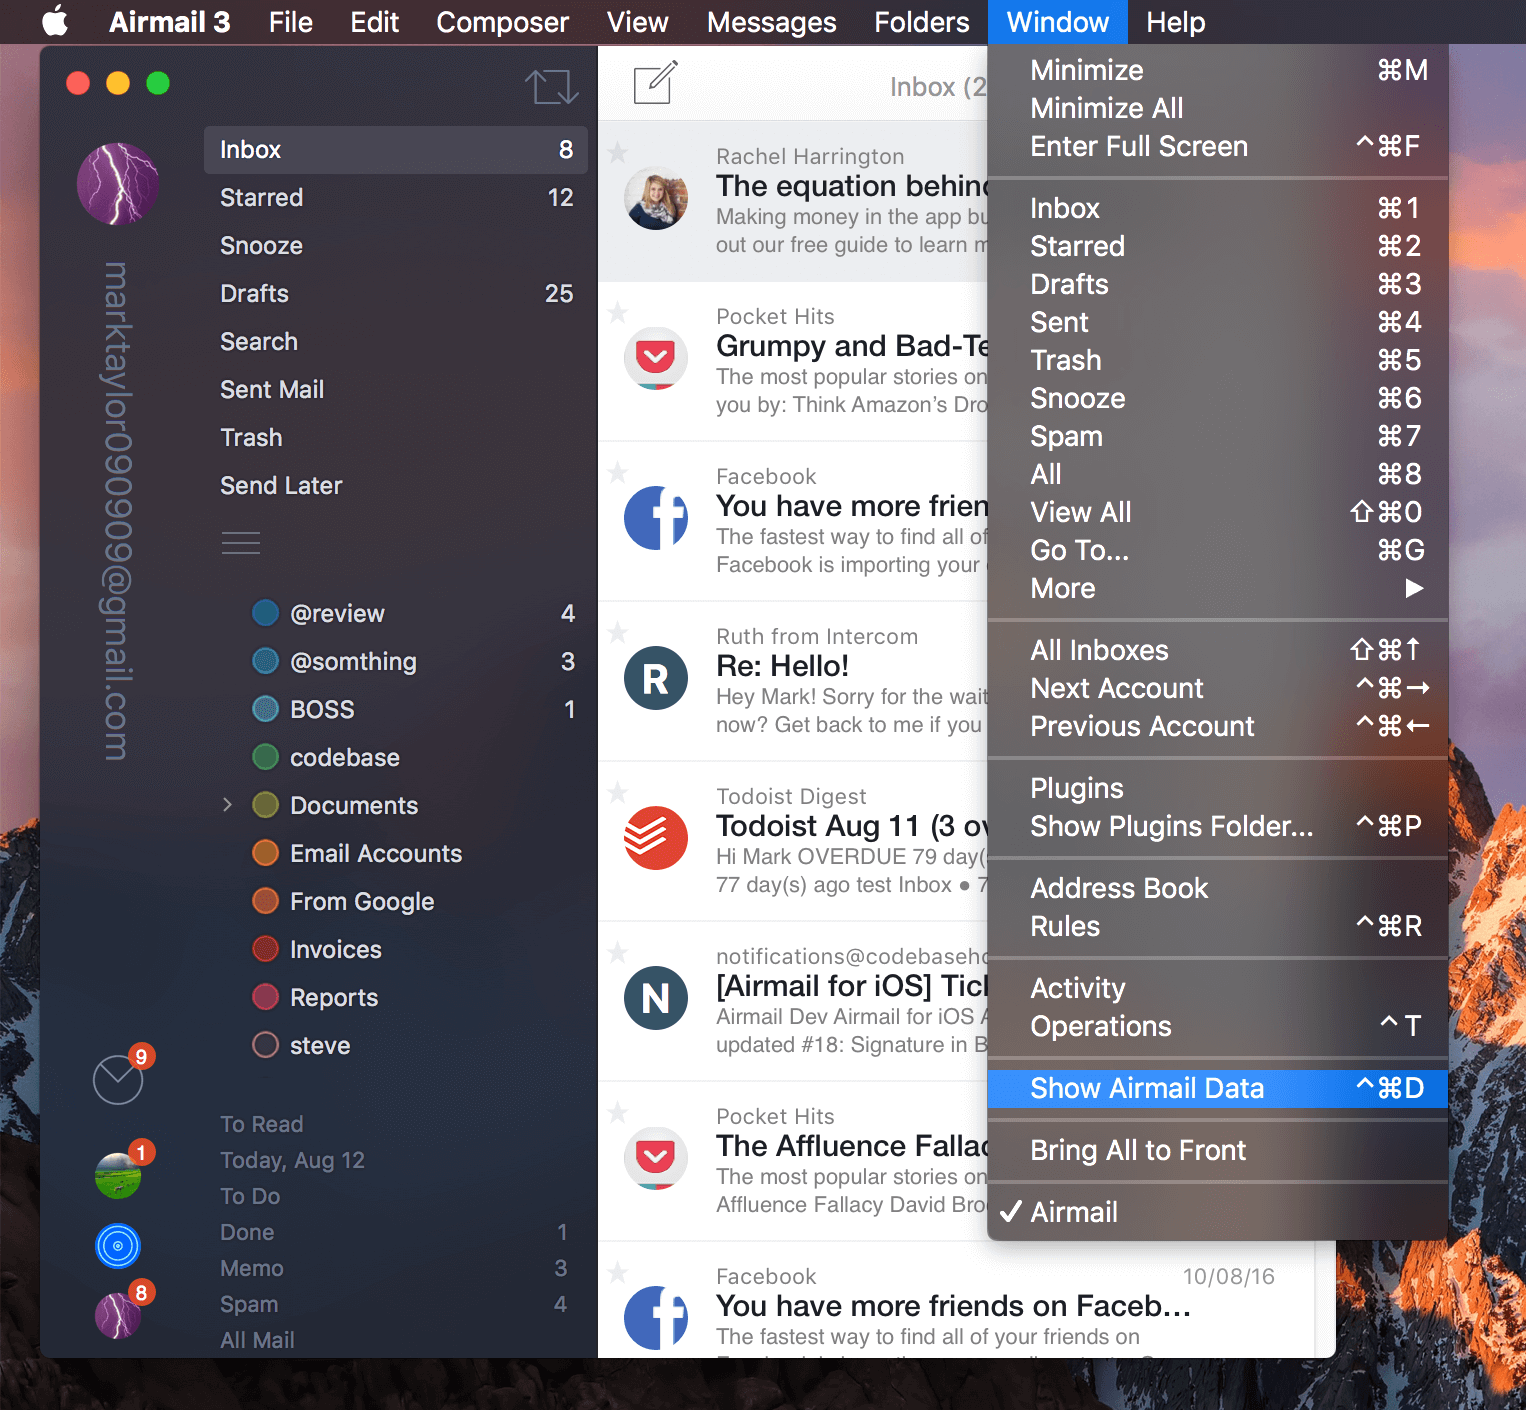 Airmail 3 File Edit Composer View Messages Folders Window Help
marktaylor090909@gmail.com
Inbox 8
Starred 12
Snooze
Drafts 25
Search
Sent Mail
Trash
Send Later
@review 4
@somthing 3
BOSS 1
codebase
Documents
Email Accounts
From Google
Invoices
Reports
steve
9
1
8
To Read
Today, Aug 12
To Do
Done 1
Memo 3
Spam 4
All Mail
Inbox (2
Rachel Harrington
The equation behind
Making money in the app bu
out our free guide to learn m
Pocket Hits
Grumpy and Bad-Te
The most popular stories on
you by: Think Amazon's Dro
Facebook
You have more frien
The fastest way to find all of
Facebook is importing your
R
Ruth from Intercom
Re: Hello!
Hey Mark! Sorry for the wait
now? Get back to me if you
Todoist Digest
Todoist Aug 11 (3 ov
Hi Mark OVERDUE 79 day(s
77 day(s) ago test Inbox • 7
N
notifications@codebaseho
[Airmail for iOS] Tick
Airmail Dev Airmail for iOS A
updated #18: Signature in B
Pocket Hits
The Affluence Fallac
The most popular stories on
Affluence Fallacy David Bro
Facebook 10/08/16
You have more friends on Faceb...
The fastest way to find all of your friends on
Minimize ⌘M
Minimize All
Enter Full Screen ^⌘F
Inbox ⌘1
Starred ⌘2
Drafts ⌘3
Sent ⌘4
Trash ⌘5
Snooze ⌘6
Spam ⌘7
All ⌘8
View All ⇧⌘0
Go To... ⌘G
More ▶
All Inboxes ⇧⌘↑
Next Account ^⌘→
Previous Account ^⌘←
Plugins
Show Plugins Folder... ^⌘P
Address Book
Rules ^⌘R
Activity
Operations ^T
Show Airmail Data ^⌘D
Bring All to Front
✓ Airmail